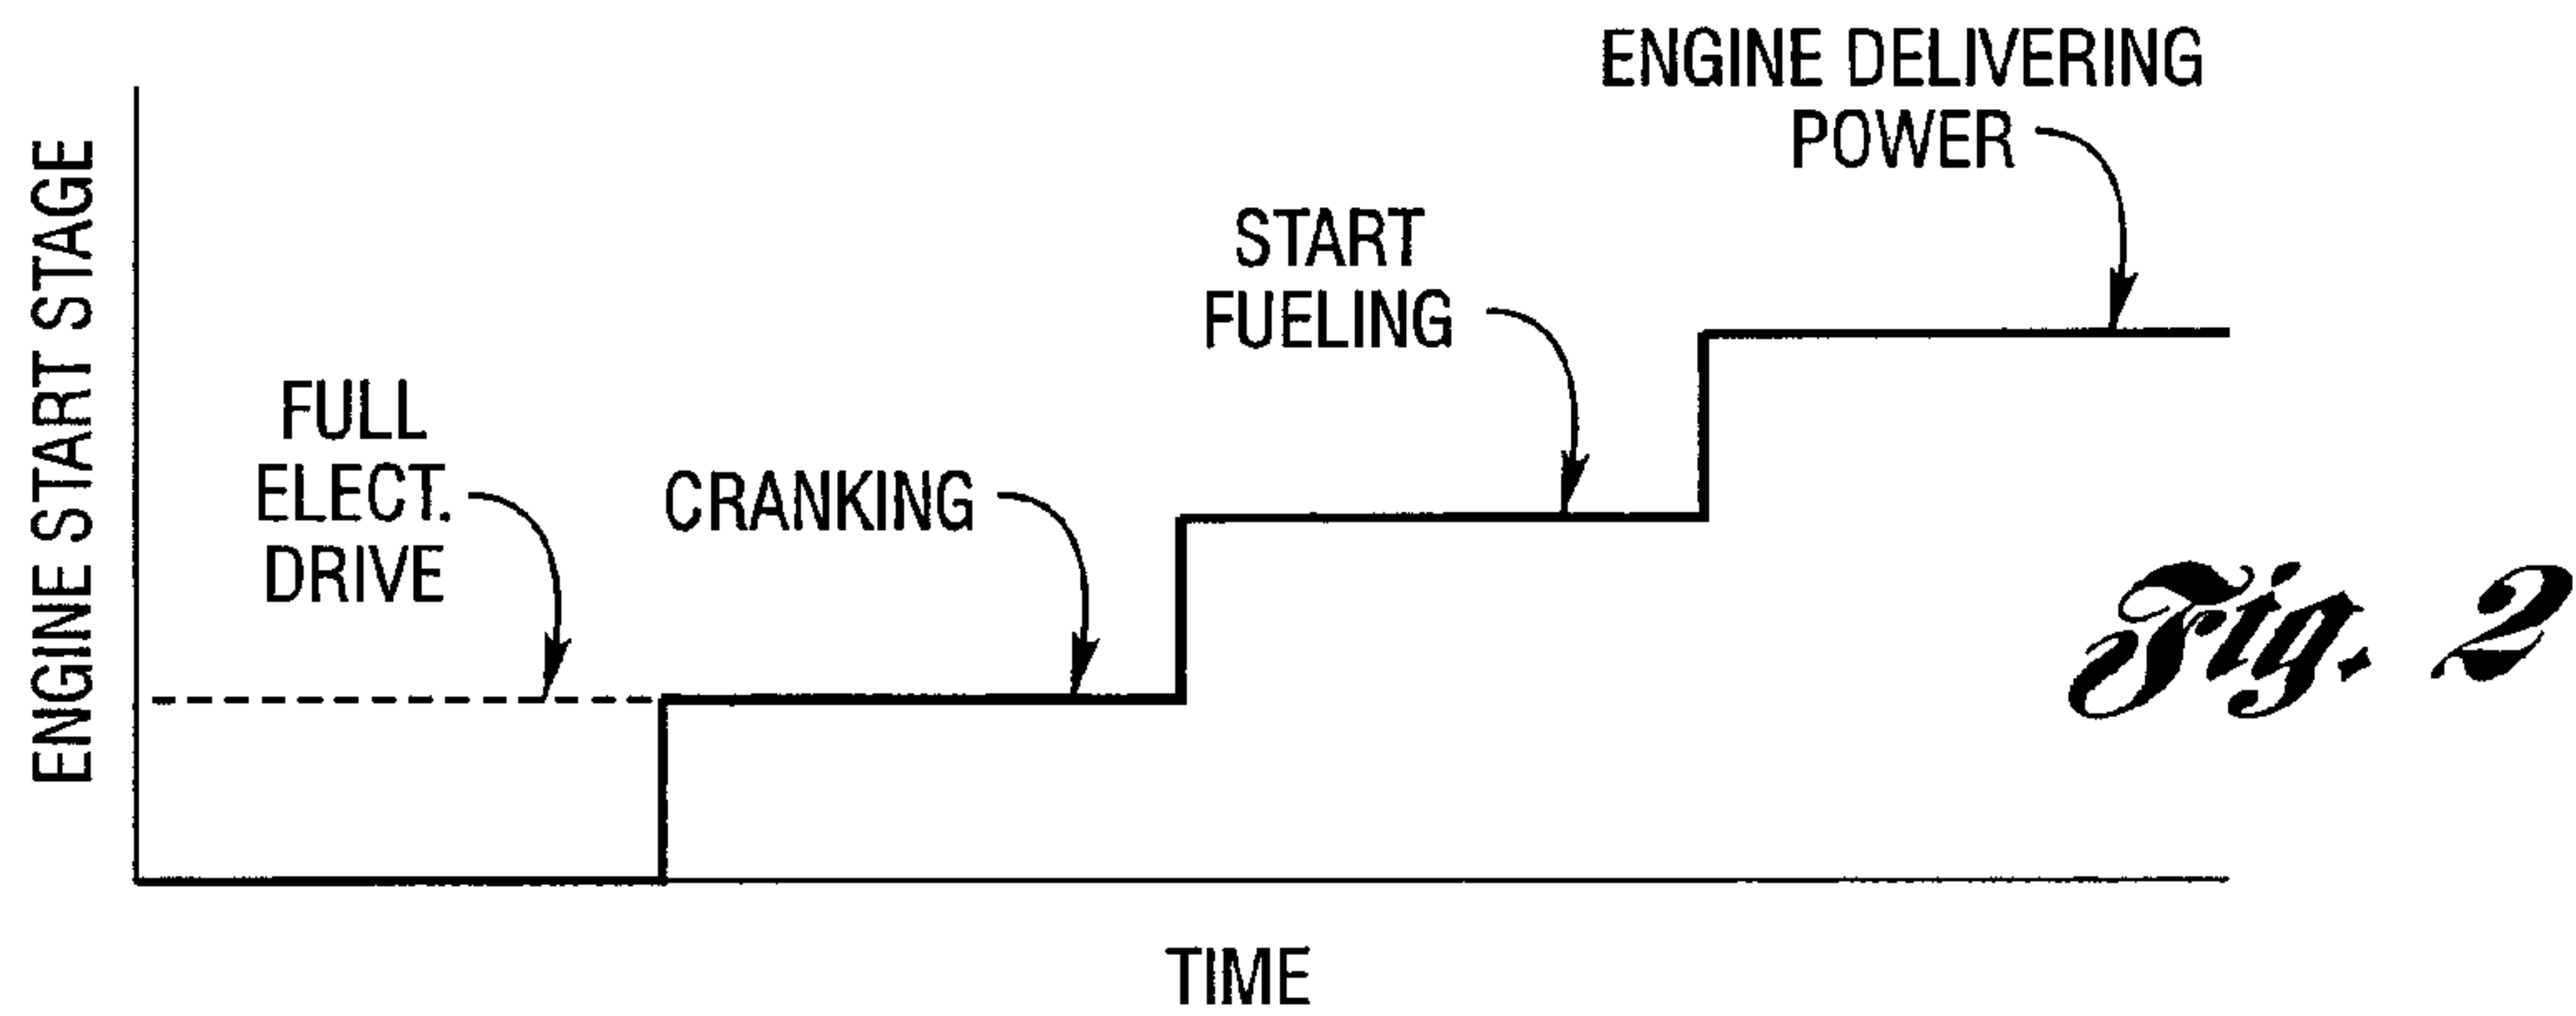 ENGINE START STAGE
FULL
ELECT.
DRIVE
CRANKING
START
FUELING
ENGINE DELIVERING
POWER
TIME
Fig. 2